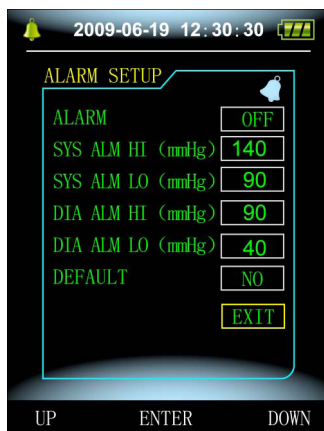 2009-06-19 12:30:30
ALARM SETUP
ALARM OFF
SYS ALM HI (mmHg) 140
SYS ALM LO (mmHg) 90
DIA ALM HI (mmHg) 90
DIA ALM LO (mmHg) 40
DEFAULT NO
EXIT
UP ENTER DOWN